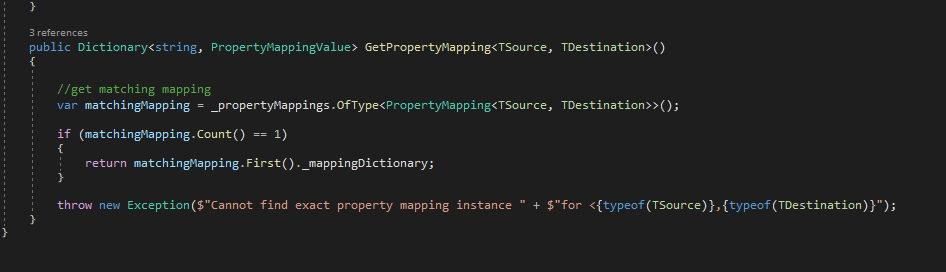 }
3 references
public Dictionary<string, PropertyMappingValue> GetPropertyMapping<TSource, TDestination>()
{
//get matching mapping
var matchingMapping = _propertyMappings.OfType<PropertyMapping<TSource, TDestination>>();
if (matchingMapping.Count() == 1)
{
return matchingMapping.First()._mappingDictionary;
}
throw new Exception($"Cannot find exact property mapping instance " + $"for <{typeof(TSource)},{typeof(TDestination)}");
}
}